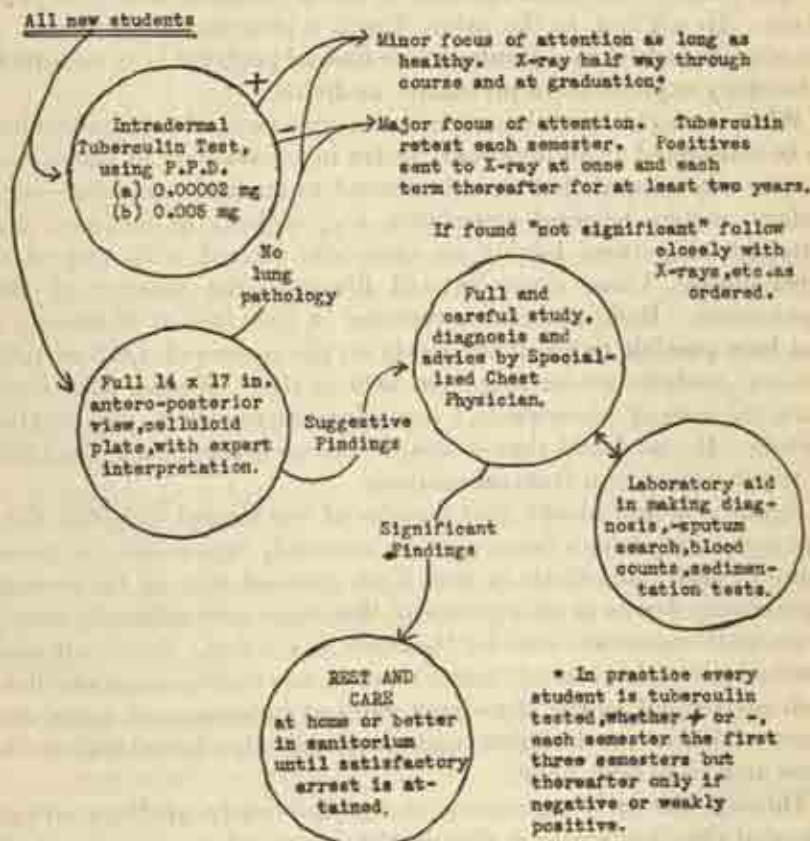 All new students
+
Minor focus of attention as long as
healthy. X-ray half way through
course and at graduation*
-
Major focus of attention. Tuberculin
retest each semester. Positives
sent to X-ray at once and each
term thereafter for at least two years.
Intradermal
Tuberculin Test,
using P.P.D.
(a) 0.00002 mg
(b) 0.005 mg
If found "not significant" follow
closely with
X-rays,etc.as
ordered.
No
lung
pathology
Full and
careful study,
diagnosis and
advice by Special-
ized Chest
Physician.
Full 14 x 17 in.
antero-posterior
view,celluloid
plate,with expert
interpretation.
Suggestive
Findings
Laboratory aid
in making diag-
nosis,-sputum
search,blood
counts,sedimen-
tation tests.
Significant
Findings
REST AND
CARE
at home or better
in sanitorium
until satisfactory
arrest is at-
tained.
* In practice every
student is tuberculin
tested,whether + or -,
each semester the first
three semesters but
thereafter only if
negative or weakly
positive.